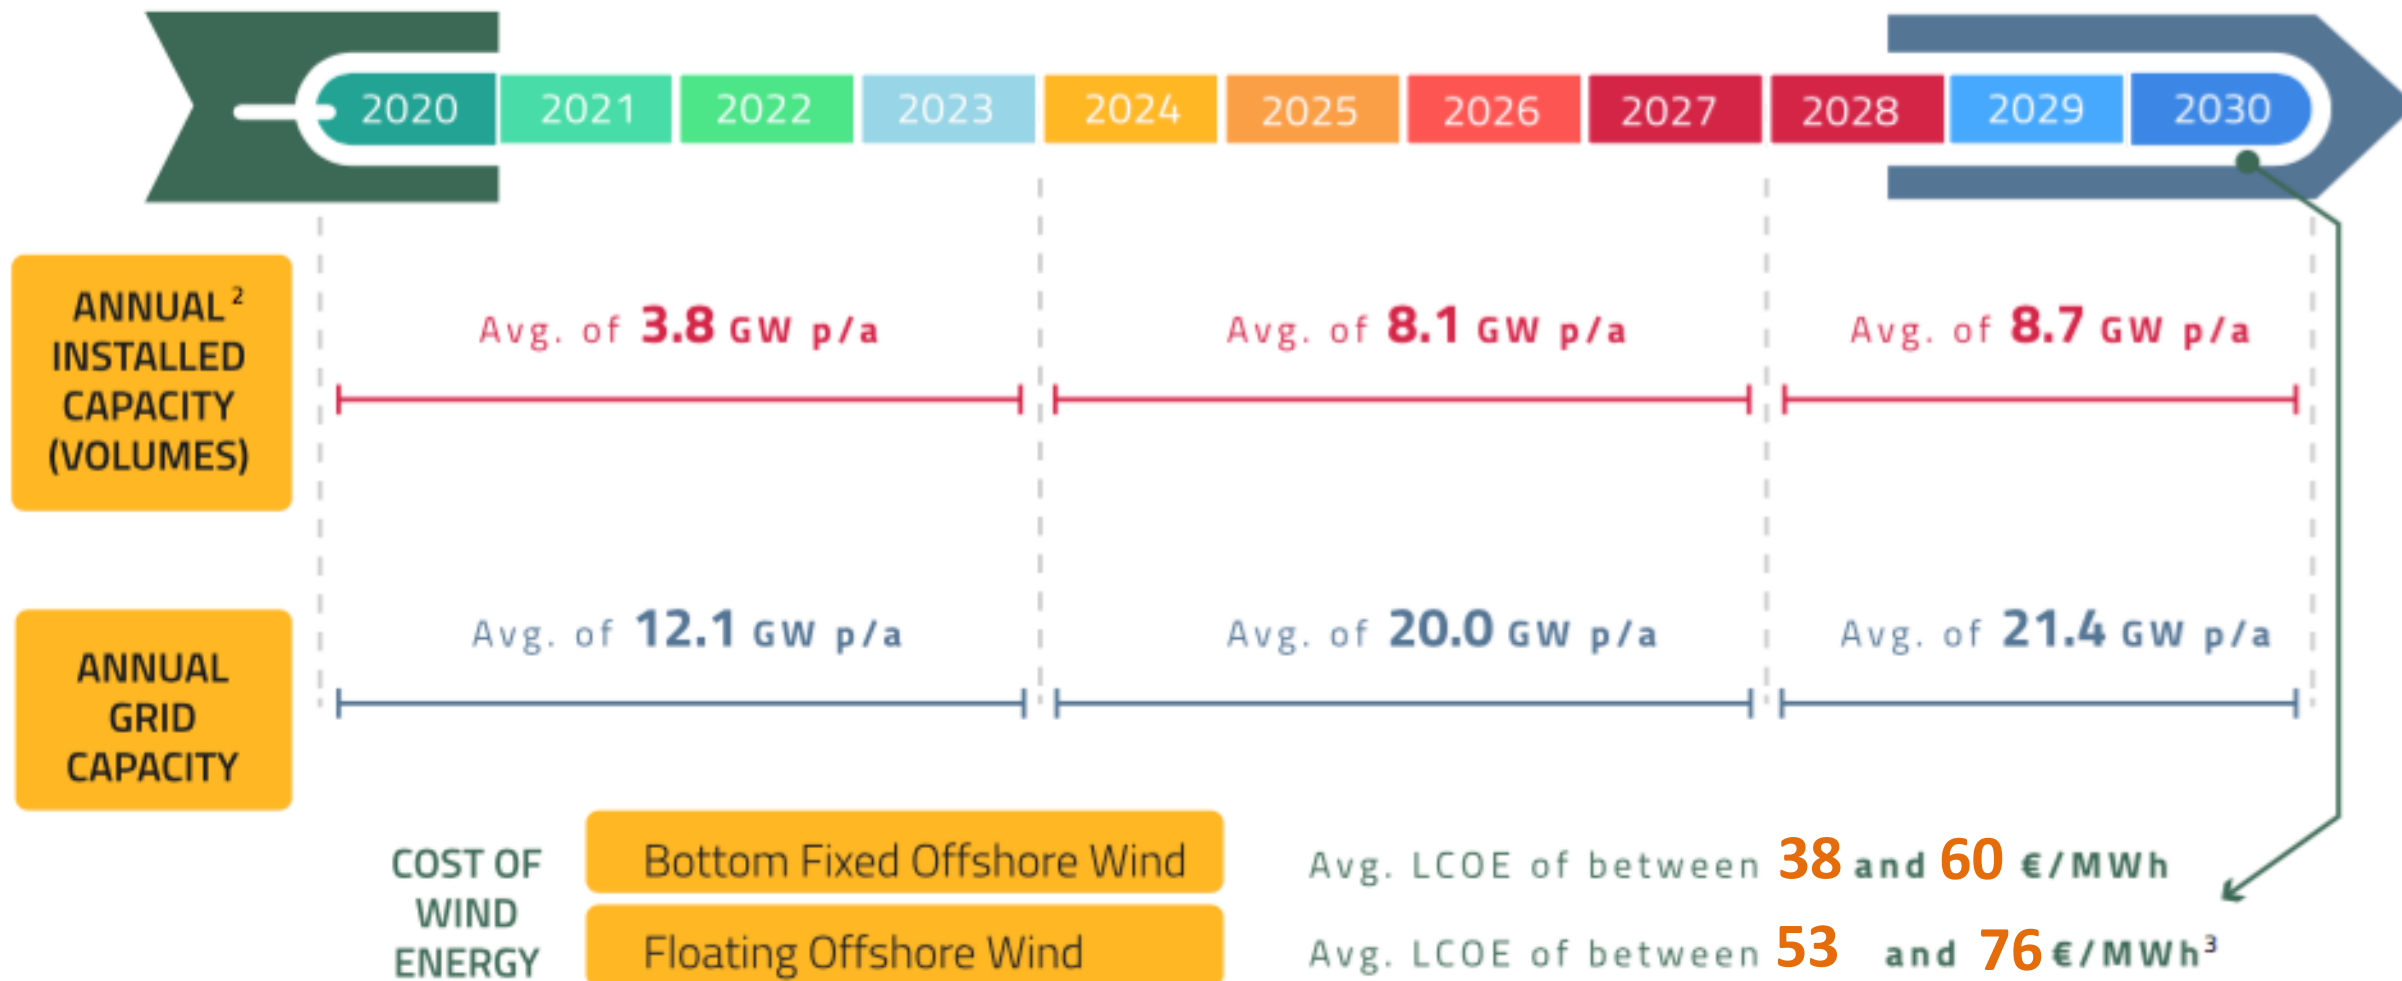 2020 2021 2022 2023 2024 2025 2026 2027 2028 2029 2030
ANNUAL ²
INSTALLED
CAPACITY
(VOLUMES)
Avg. of 3.8 GW p/a
Avg. of 8.1 GW p/a
Avg. of 8.7 GW p/a
ANNUAL
GRID
CAPACITY
Avg. of 12.1 GW p/a
Avg. of 20.0 GW p/a
Avg. of 21.4 GW p/a
COST OF
WIND
ENERGY
Bottom Fixed Offshore Wind
Avg. LCOE of between 38 and 60 €/MWh
Floating Offshore Wind
Avg. LCOE of between 53 and 76 €/MWh³